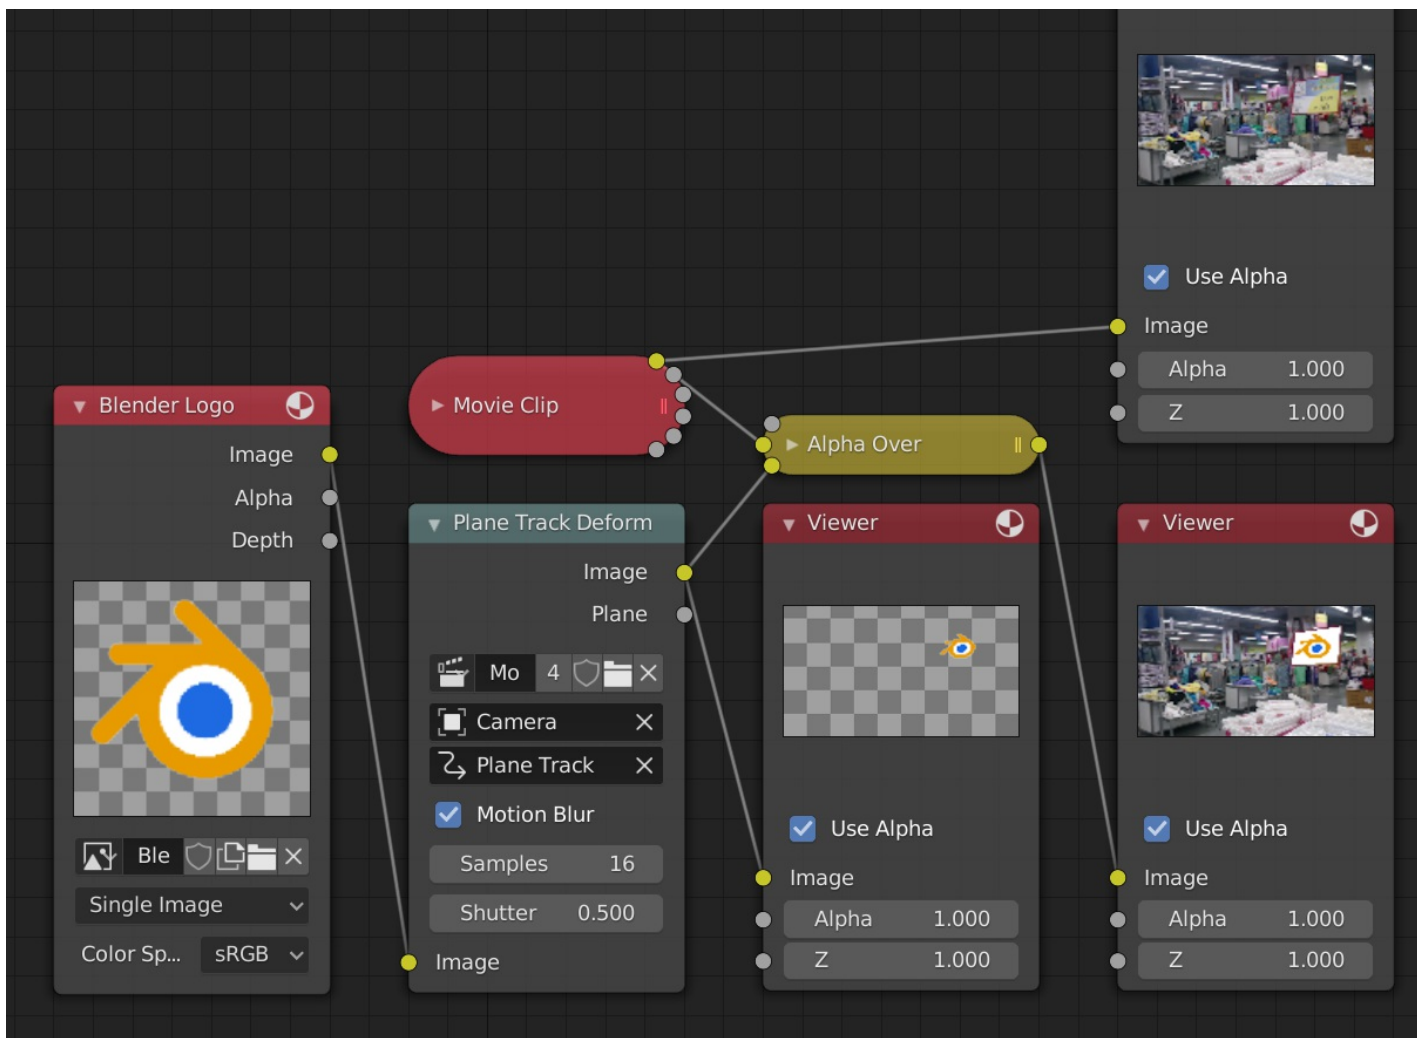 Use Alpha
Image
Alpha 1.000
Z 1.000
Movie Clip
Alpha Over
Blender Logo
Image
Alpha
Depth
Ble
Single Image
Color Sp... sRGB
Plane Track Deform
Image
Plane
Mo 4
Camera
Plane Track
Motion Blur
Samples 16
Shutter 0.500
Image
Viewer
Use Alpha
Image
Alpha 1.000
Z 1.000
Viewer
Use Alpha
Image
Alpha 1.000
Z 1.000